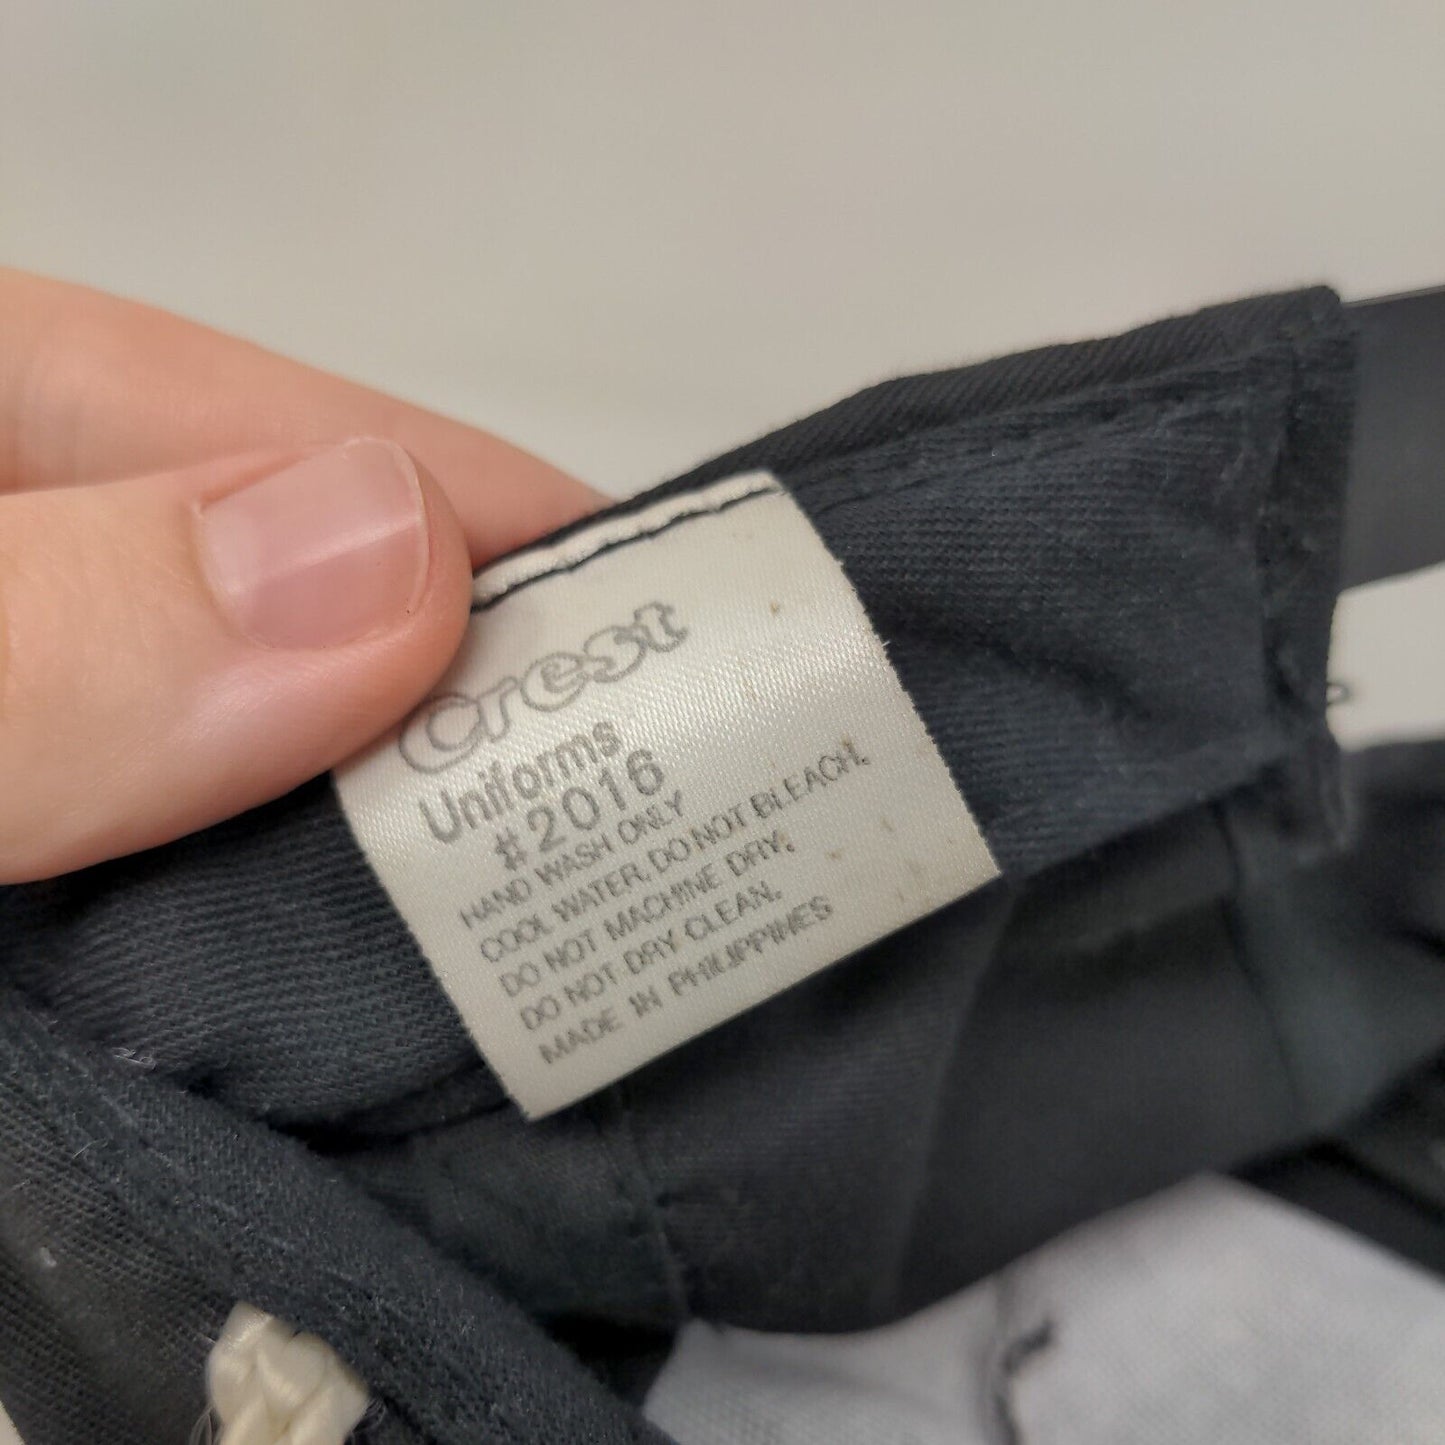 Crest
Uniforms
#2016
HAND WASH ONLY
COOL WATER. DO NOT BLEACH.
DO NOT MACHINE DRY.
DO NOT DRY CLEAN.
MADE IN PHILIPPINES